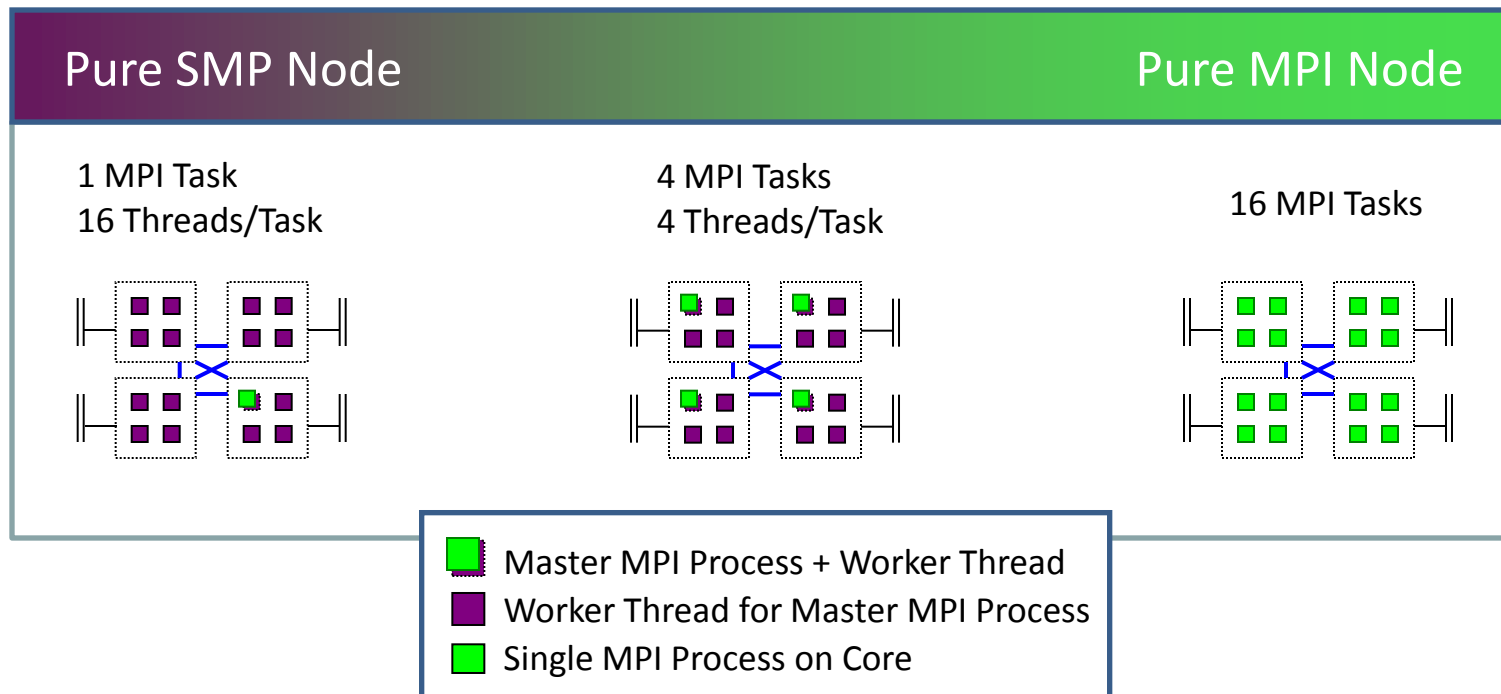 Pure SMP Node
Pure MPI Node
1 MPI Task
16 Threads/Task
4 MPI Tasks
4 Threads/Task
16 MPI Tasks
Master MPI Process + Worker Thread
Worker Thread for Master MPI Process
Single MPI Process on Core